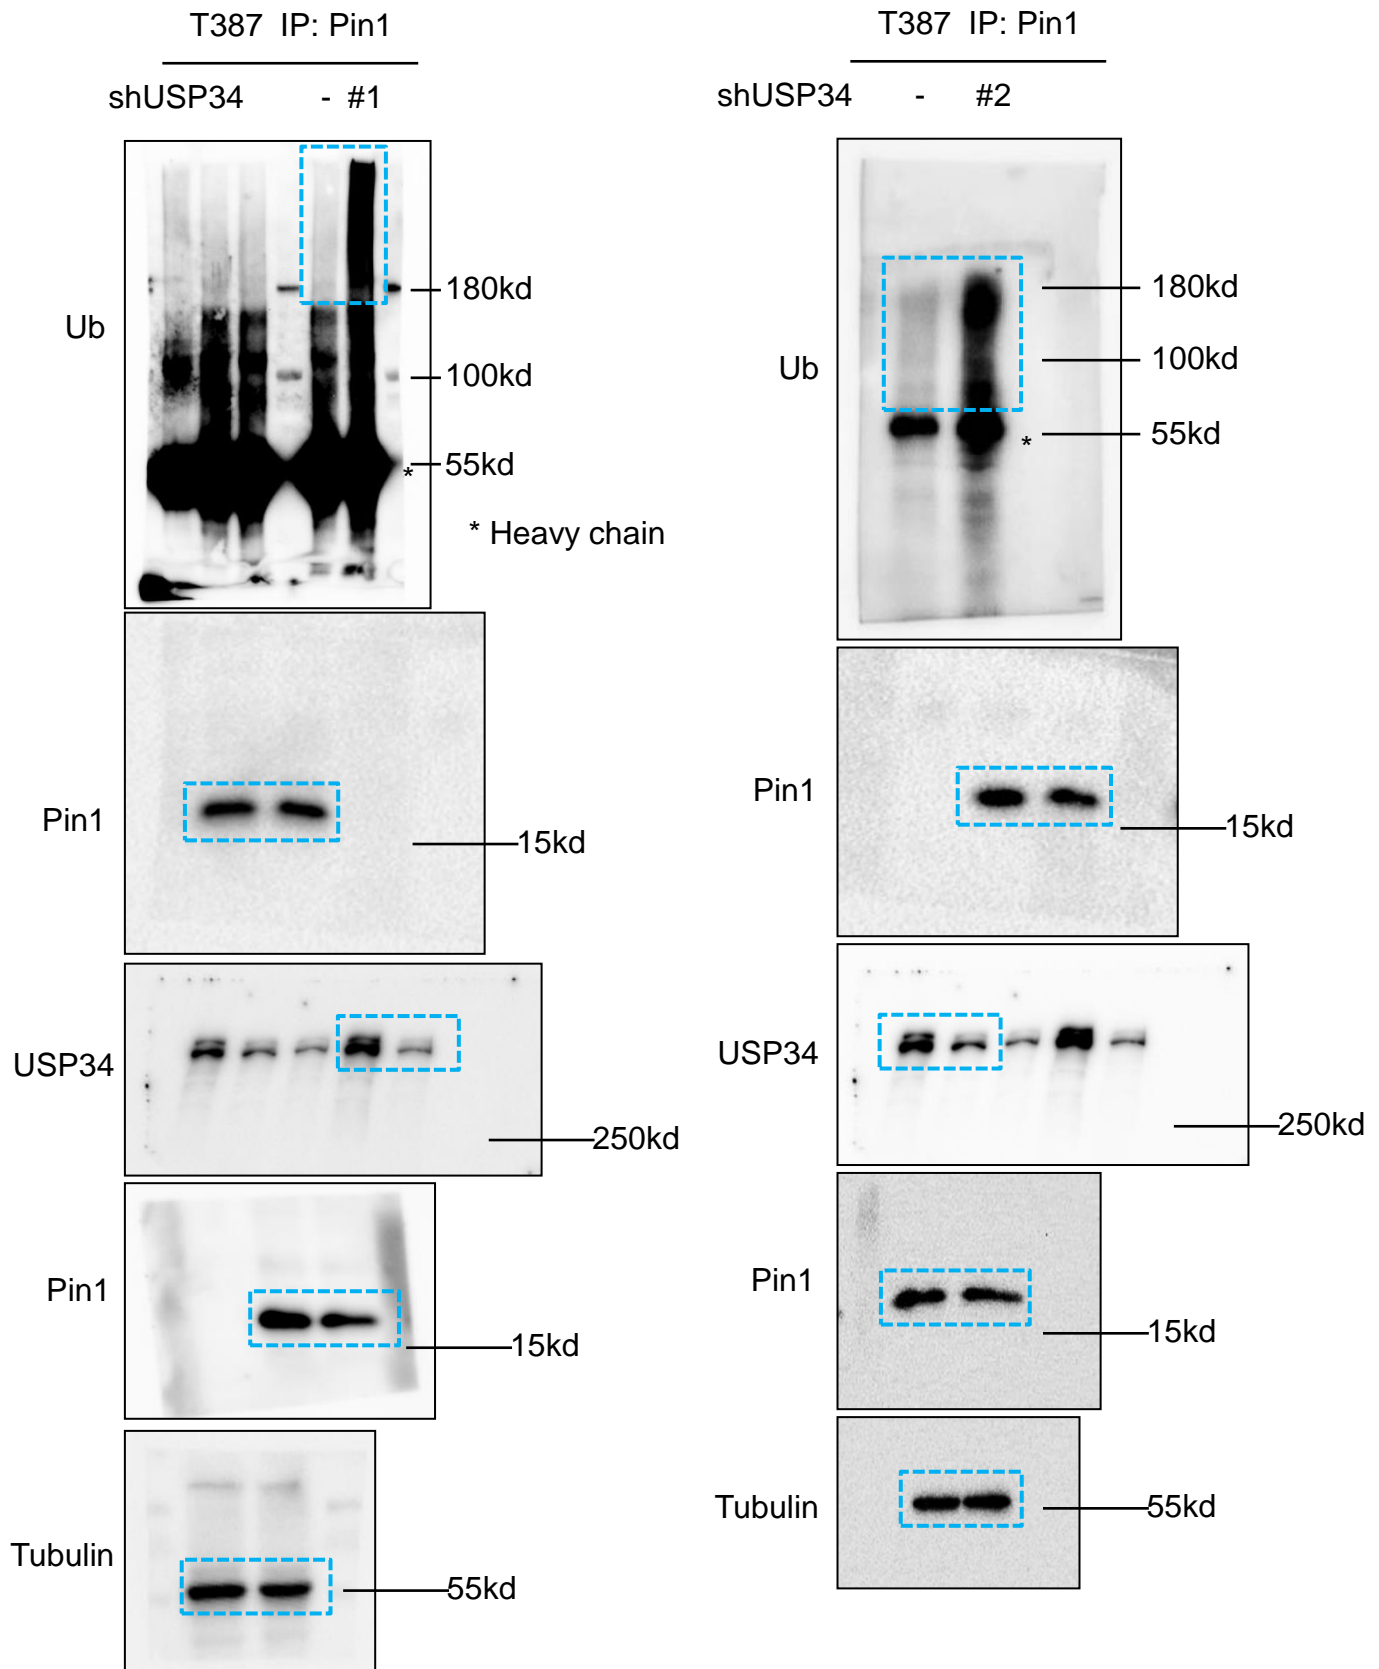 T387 IP: Pin1
shUSP34 - #1
Ub
180kd
100kd
55kd
*
* Heavy chain
Pin1
15kd
USP34
250kd
Pin1
15kd
Tubulin
55kd
T387 IP: Pin1
shUSP34 - #2
Ub
180kd
100kd
55kd
*
Pin1
15kd
USP34
250kd
Pin1
15kd
Tubulin
55kd